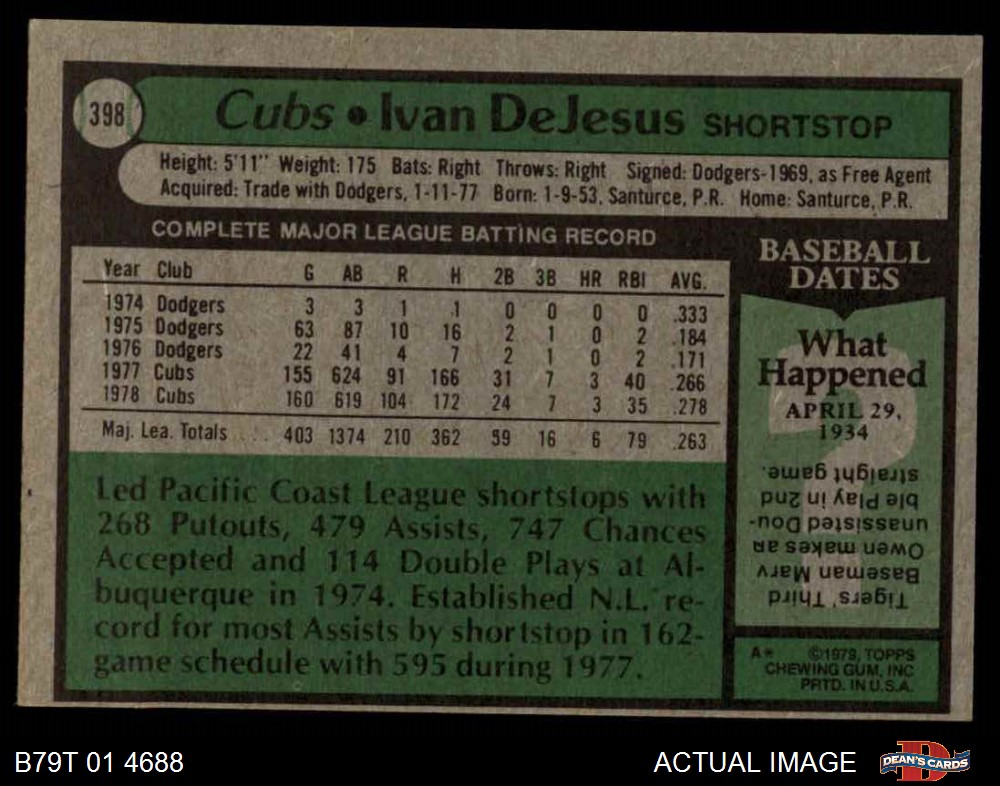 398
Cubs • Ivan DeJesus SHORTSTOP
Height: 5'11" Weight: 175 Bats: Right Throws: Right Signed: Dodgers-1969, as Free Agent
Acquired: Trade with Dodgers, 1-11-77 Born: 1-9-53, Santurce, P.R. Home: Santurce, P.R.
COMPLETE MAJOR LEAGUE BATTING RECORD
Year Club G AB R H 2B 3B HR RBI AVG.
1974 Dodgers 3 3 1 1 0 0 0 0 .333
1975 Dodgers 63 87 10 16 2 1 0 2 .184
1976 Dodgers 22 41 4 7 2 1 0 2 .171
1977 Cubs 155 624 91 166 31 7 3 40 .266
1978 Cubs 160 619 104 172 24 7 3 35 .278
Maj. Lea. Totals 403 1374 210 362 59 16 6 79 .263
Led Pacific Coast League shortstops with
268 Putouts, 479 Assists, 747 Chances
Accepted and 114 Double Plays at Al-
buquerque in 1974. Established N.L. re-
cord for most Assists by shortstop in 162-
game schedule with 595 during 1977.
BASEBALL
DATES
What
Happened
APRIL 29,
1934
?
Tigers' Third
Baseman Marv
Owen makes an
unassisted Dou-
ble Play in 2nd
straight game.
A* ©1979, TOPPS
CHEWING GUM, INC
PRTD. IN U.S.A.
B79T 01 4688
ACTUAL IMAGE
D
DEAN'S CARDS